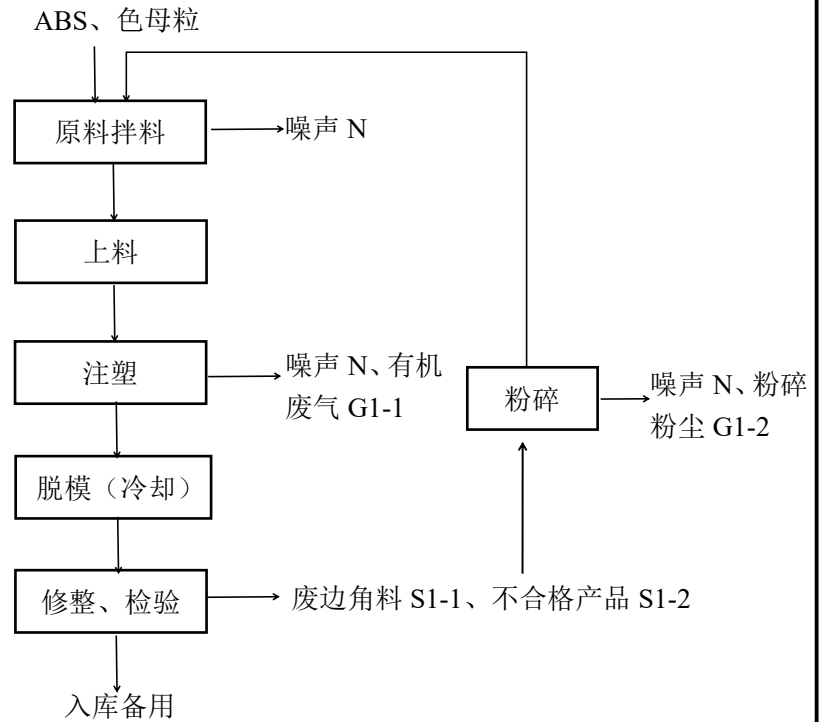 ABS、色母粒
原料拌料
噪声 N
上料
注塑
噪声 N、有机
废气 G1-1
粉碎
噪声 N、粉碎
粉尘 G1-2
脱模（冷却）
修整、检验
废边角料 S1-1、不合格产品 S1-2
入库备用